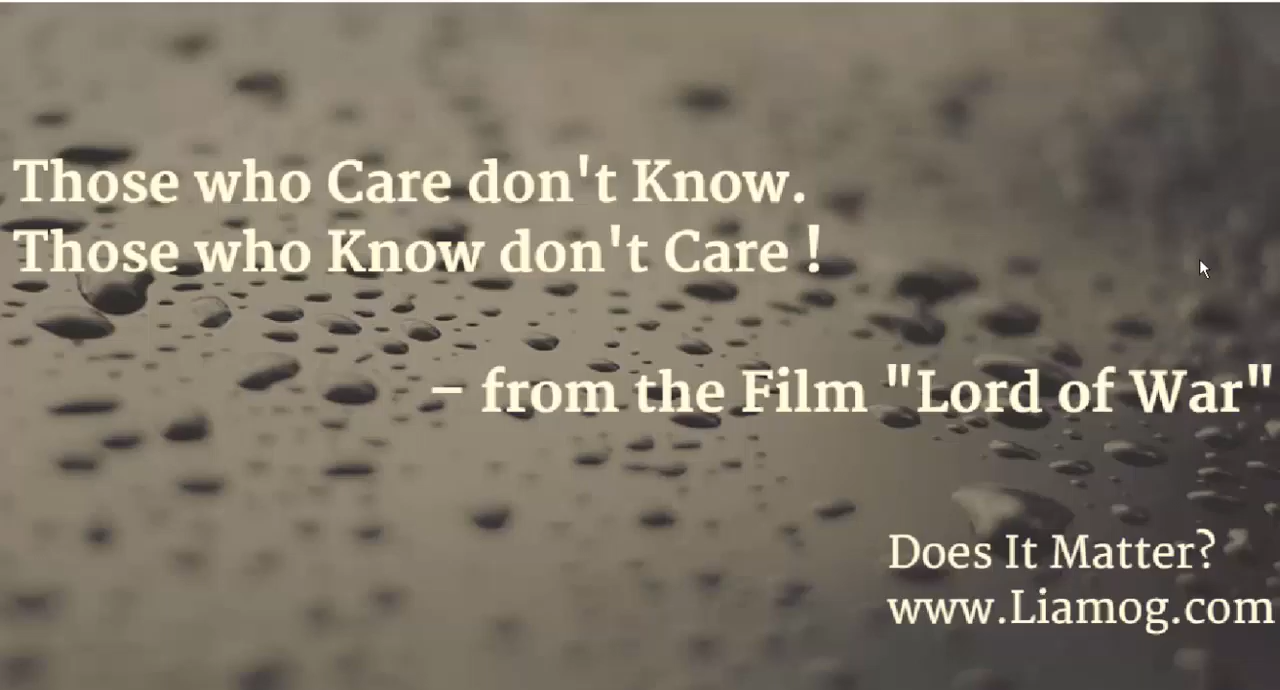 Those who Care don't Know.
Those who Know don't Care !
– from the Film "Lord of War"
Does It Matter?
www.Liamog.com